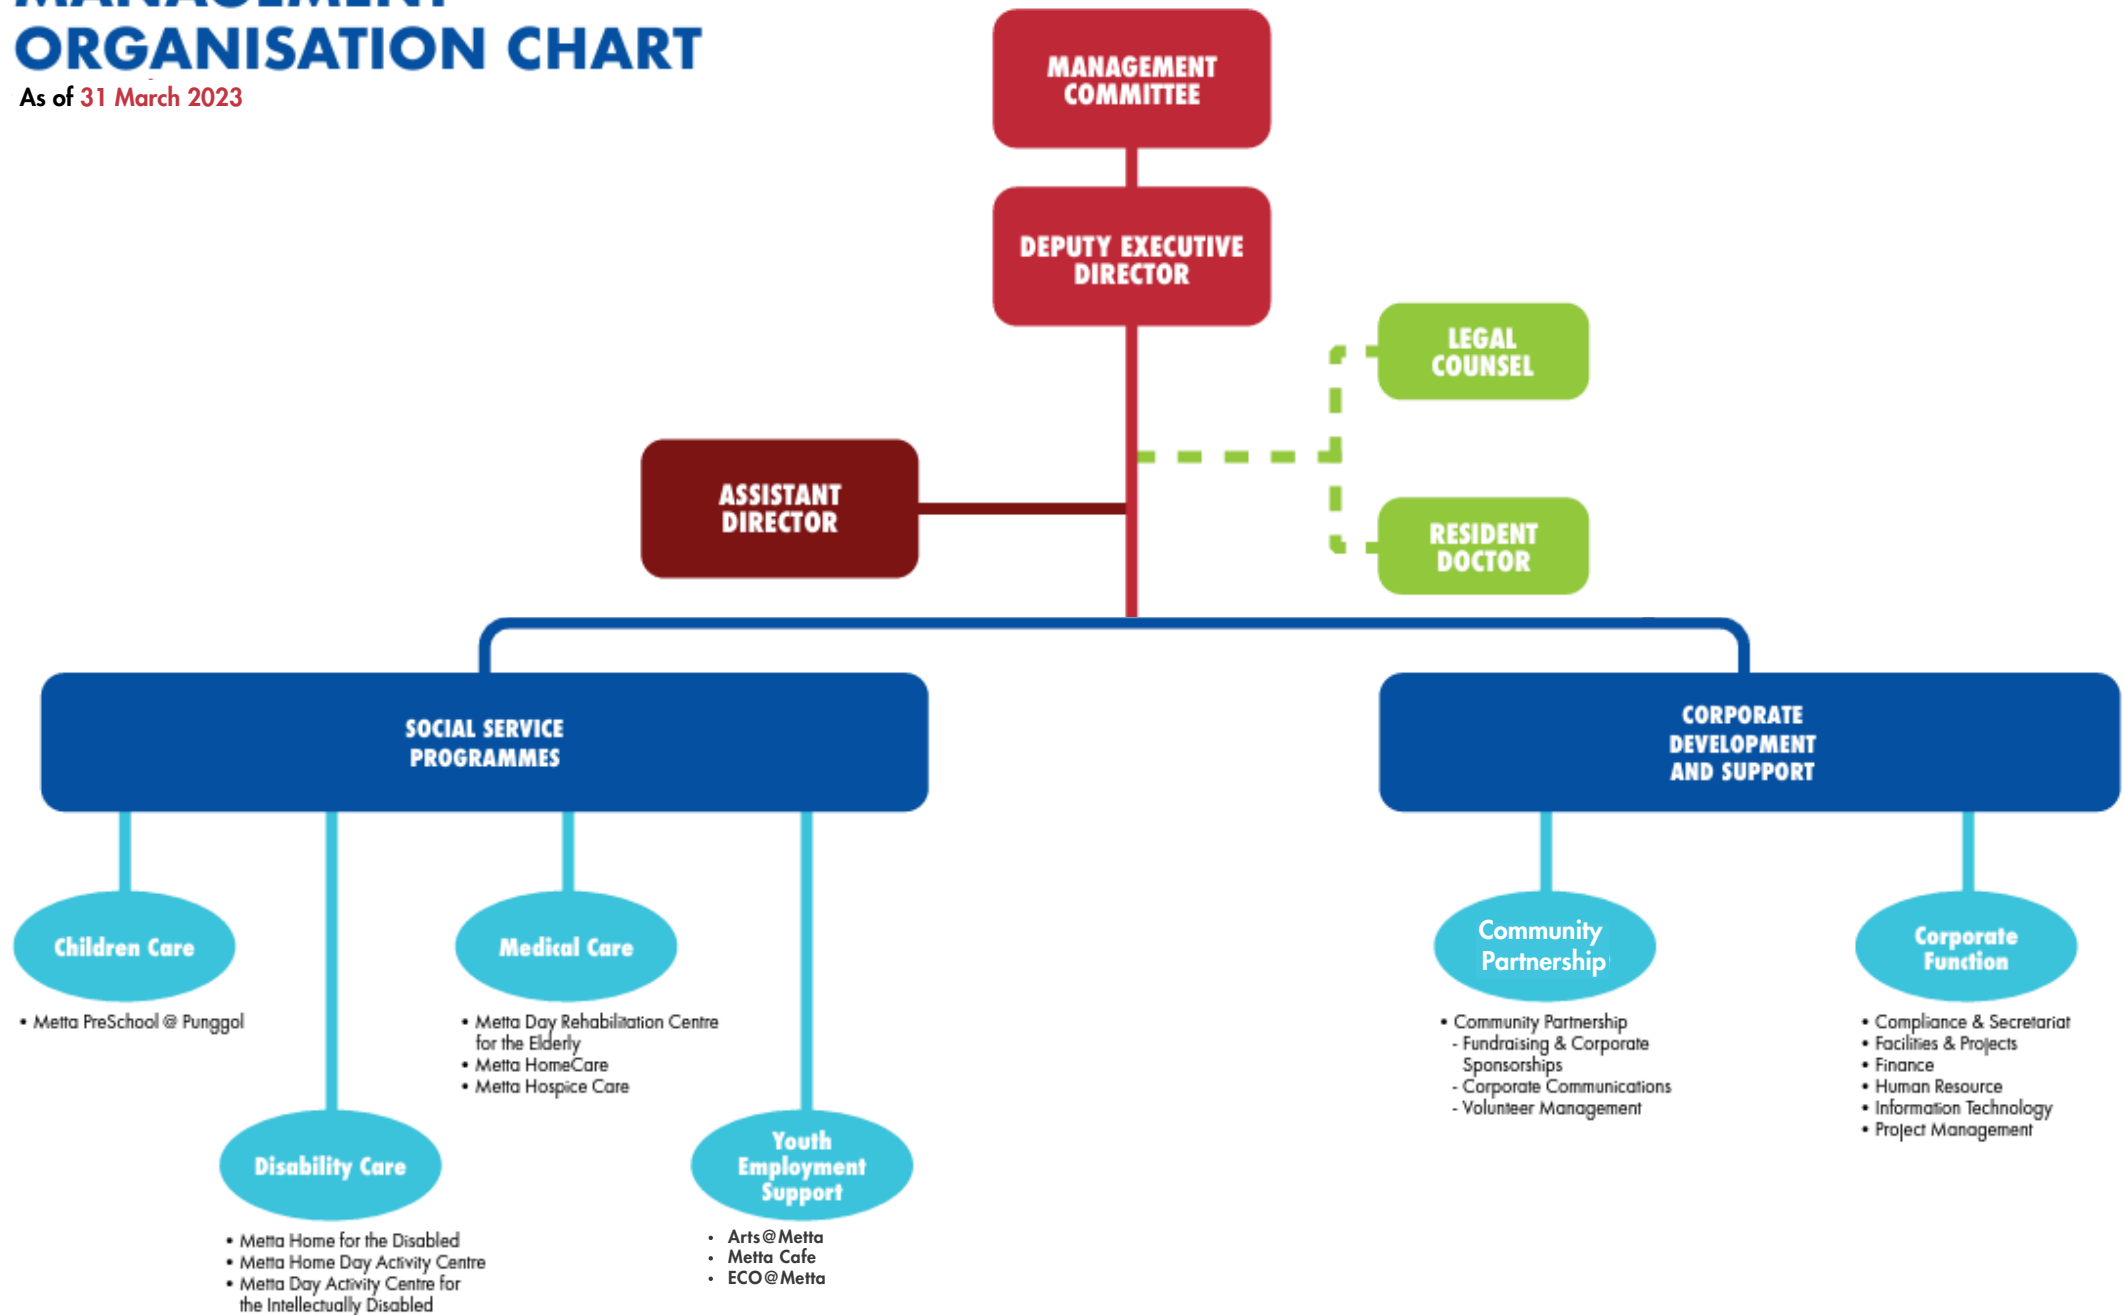 MANAGEMENT
ORGANISATION CHART
As of 31 March 2023
MANAGEMENT
COMMITTEE
DEPUTY EXECUTIVE
DIRECTOR
LEGAL
COUNSEL
ASSISTANT
DIRECTOR
RESIDENT
DOCTOR
SOCIAL SERVICE
PROGRAMMES
CORPORATE
DEVELOPMENT
AND SUPPORT
Children Care
• Metta PreSchool @ Punggol
Medical Care
• Metta Day Rehabilitation Centre
for the Elderly
• Metta HomeCare
• Metta Hospice Care
Disability Care
• Metta Home for the Disabled
• Metta Home Day Activity Centre
• Metta Day Activity Centre for
the Intellectually Disabled
Youth
Employment
Support
• Arts@Metta
• Metta Cafe
• ECO@Metta
Community
Partnership
• Community Partnership
- Fundraising & Corporate
Sponsorships
- Corporate Communications
- Volunteer Management
Corporate
Function
• Compliance & Secretariat
• Facilities & Projects
• Finance
• Human Resource
• Information Technology
• Project Management